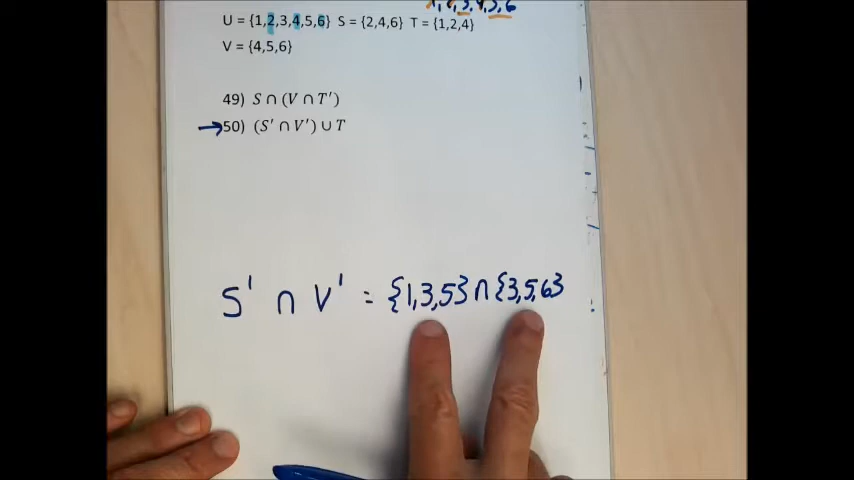 U = {1,2,3,4,5,6} S = {2,4,6} T = {1,2,4}
V = {4,5,6}
49) S ∩ (V ∩ T′)
→50) (S′ ∩ V′) ∪ T
S' ∩ V' = {1,3,5} ∩ {3,5,6}